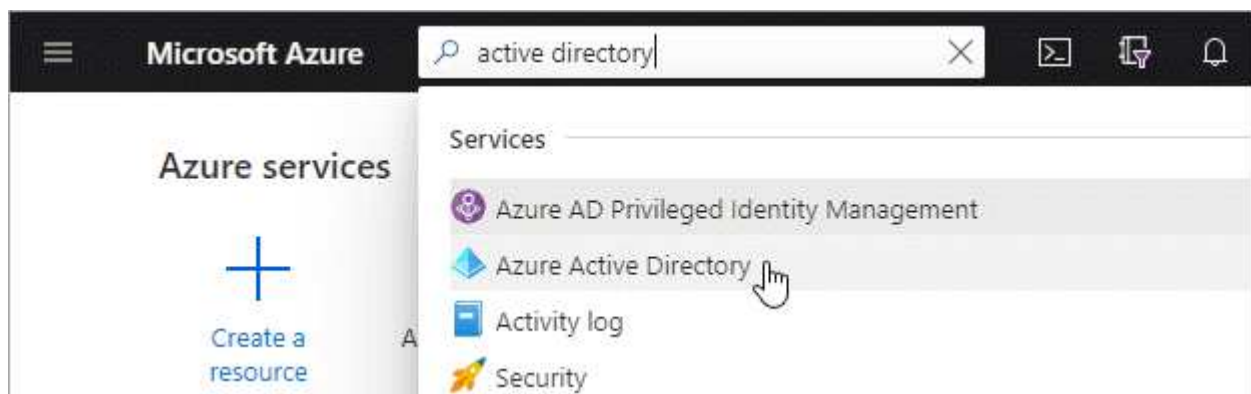 Microsoft Azure
active directory
Services
Azure services
Azure AD Privileged Identity Management
Azure Active Directory
Activity log
Security
Create a
resource
A